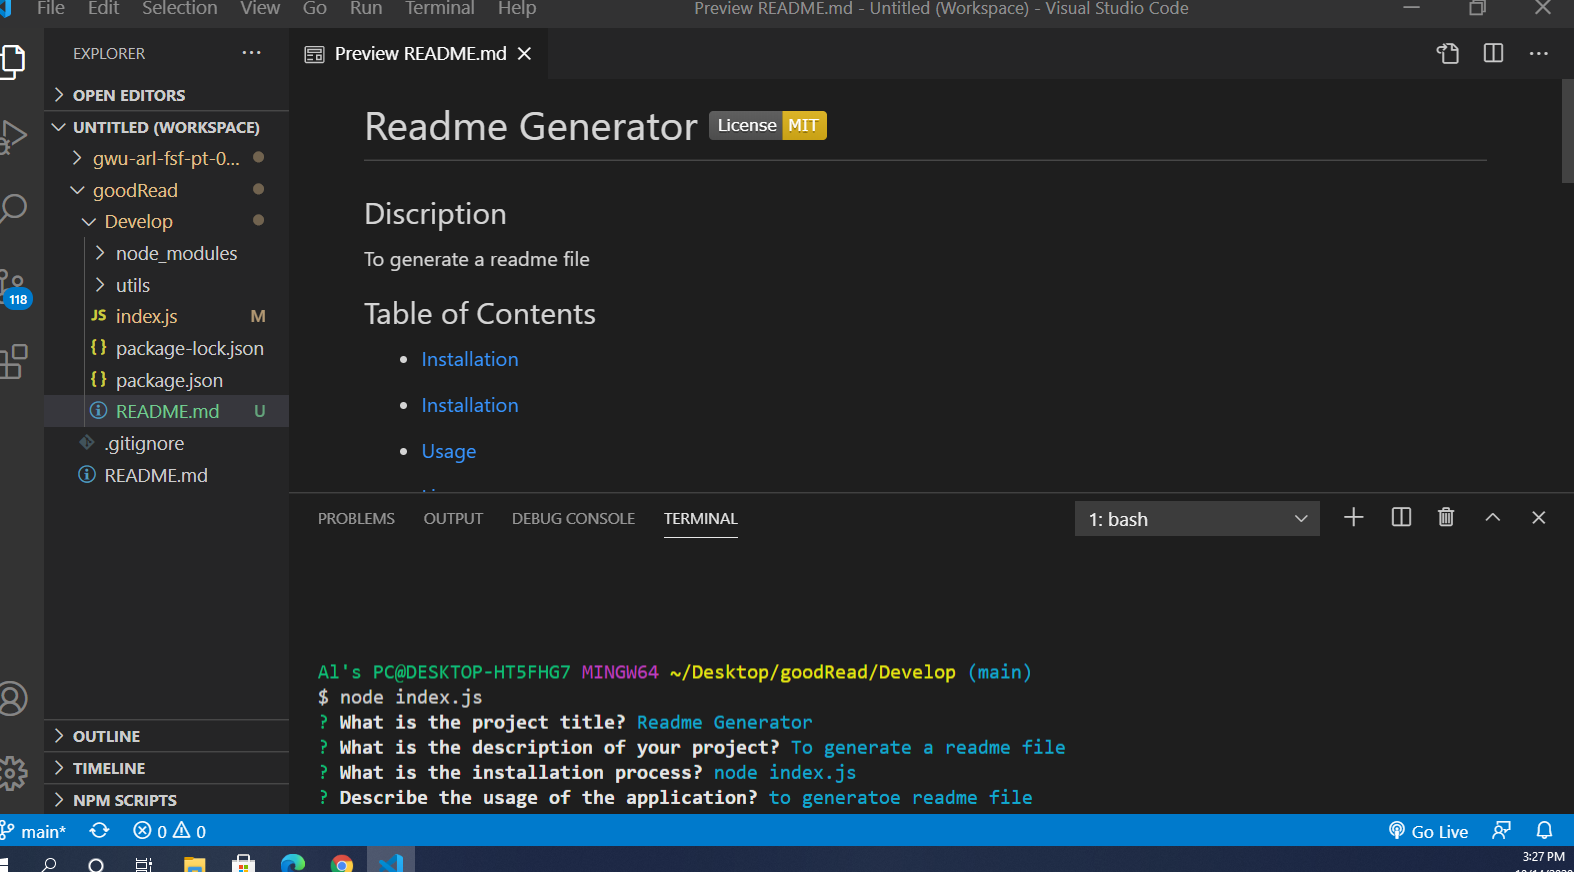 File Edit Selection View Go Run Terminal Help Preview README.md - Untitled (Workspace) - Visual Studio Code
EXPLORER
Preview README.md
OPEN EDITORS
UNTITLED (WORKSPACE)
gwu-arl-fsf-pt-0...
goodRead
Develop
node_modules
utils
118
JS index.js M
{} package-lock.json
{} package.json
README.md U
.gitignore
README.md
OUTLINE
TIMELINE
NPM SCRIPTS
Readme Generator License MIT
Discription
To generate a readme file
Table of Contents
• Installation
• Installation
• Usage
PROBLEMS OUTPUT DEBUG CONSOLE TERMINAL 1: bash
Al's PC@DESKTOP-HT5FHG7 MINGW64 ~/Desktop/goodRead/Develop (main)
$ node index.js
? What is the project title? Readme Generator
? What is the description of your project? To generate a readme file
? What is the installation process? node index.js
? Describe the usage of the application? to generatoe readme file
main* 0 0 Go Live
3:27 PM